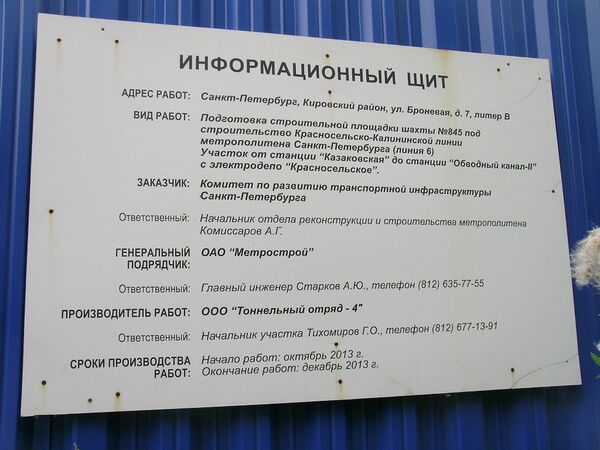 ИНФОРМАЦИОННЫЙ ЩИТ
АДРЕС РАБОТ: Санкт-Петербург, Кировский район, ул. Броневая, д. 7, литер В
ВИД РАБОТ: Подготовка строительной площадки шахты №845 под
строительство Красносельско-Калининской линии
метрополитена Санкт-Петербурга (линия 6)
Участок от станции "Казаковская" до станции "Обводный канал-II"
с электродепо "Красносельское".
ЗАКАЗЧИК: Комитет по развитию транспортной инфраструктуры
Санкт-Петербурга
Ответственный: Начальник отдела реконструкции и строительства метрополитена
Комиссаров А.Г.
ГЕНЕРАЛЬНЫЙ ОАО "Метрострой"
ПОДРЯДЧИК:
Ответственный: Главный инженер Старков А.Ю., телефон (812) 635-77-55
ПРОИЗВОДИТЕЛЬ РАБОТ: ООО "Тоннельный отряд - 4"
Ответственный: Начальник участка Тихомиров Г.О., телефон (812) 677-13-91
СРОКИ ПРОИЗВОДСТВА Начало работ: октябрь 2013 г.
РАБОТ: Окончание работ: декабрь 2013 г.